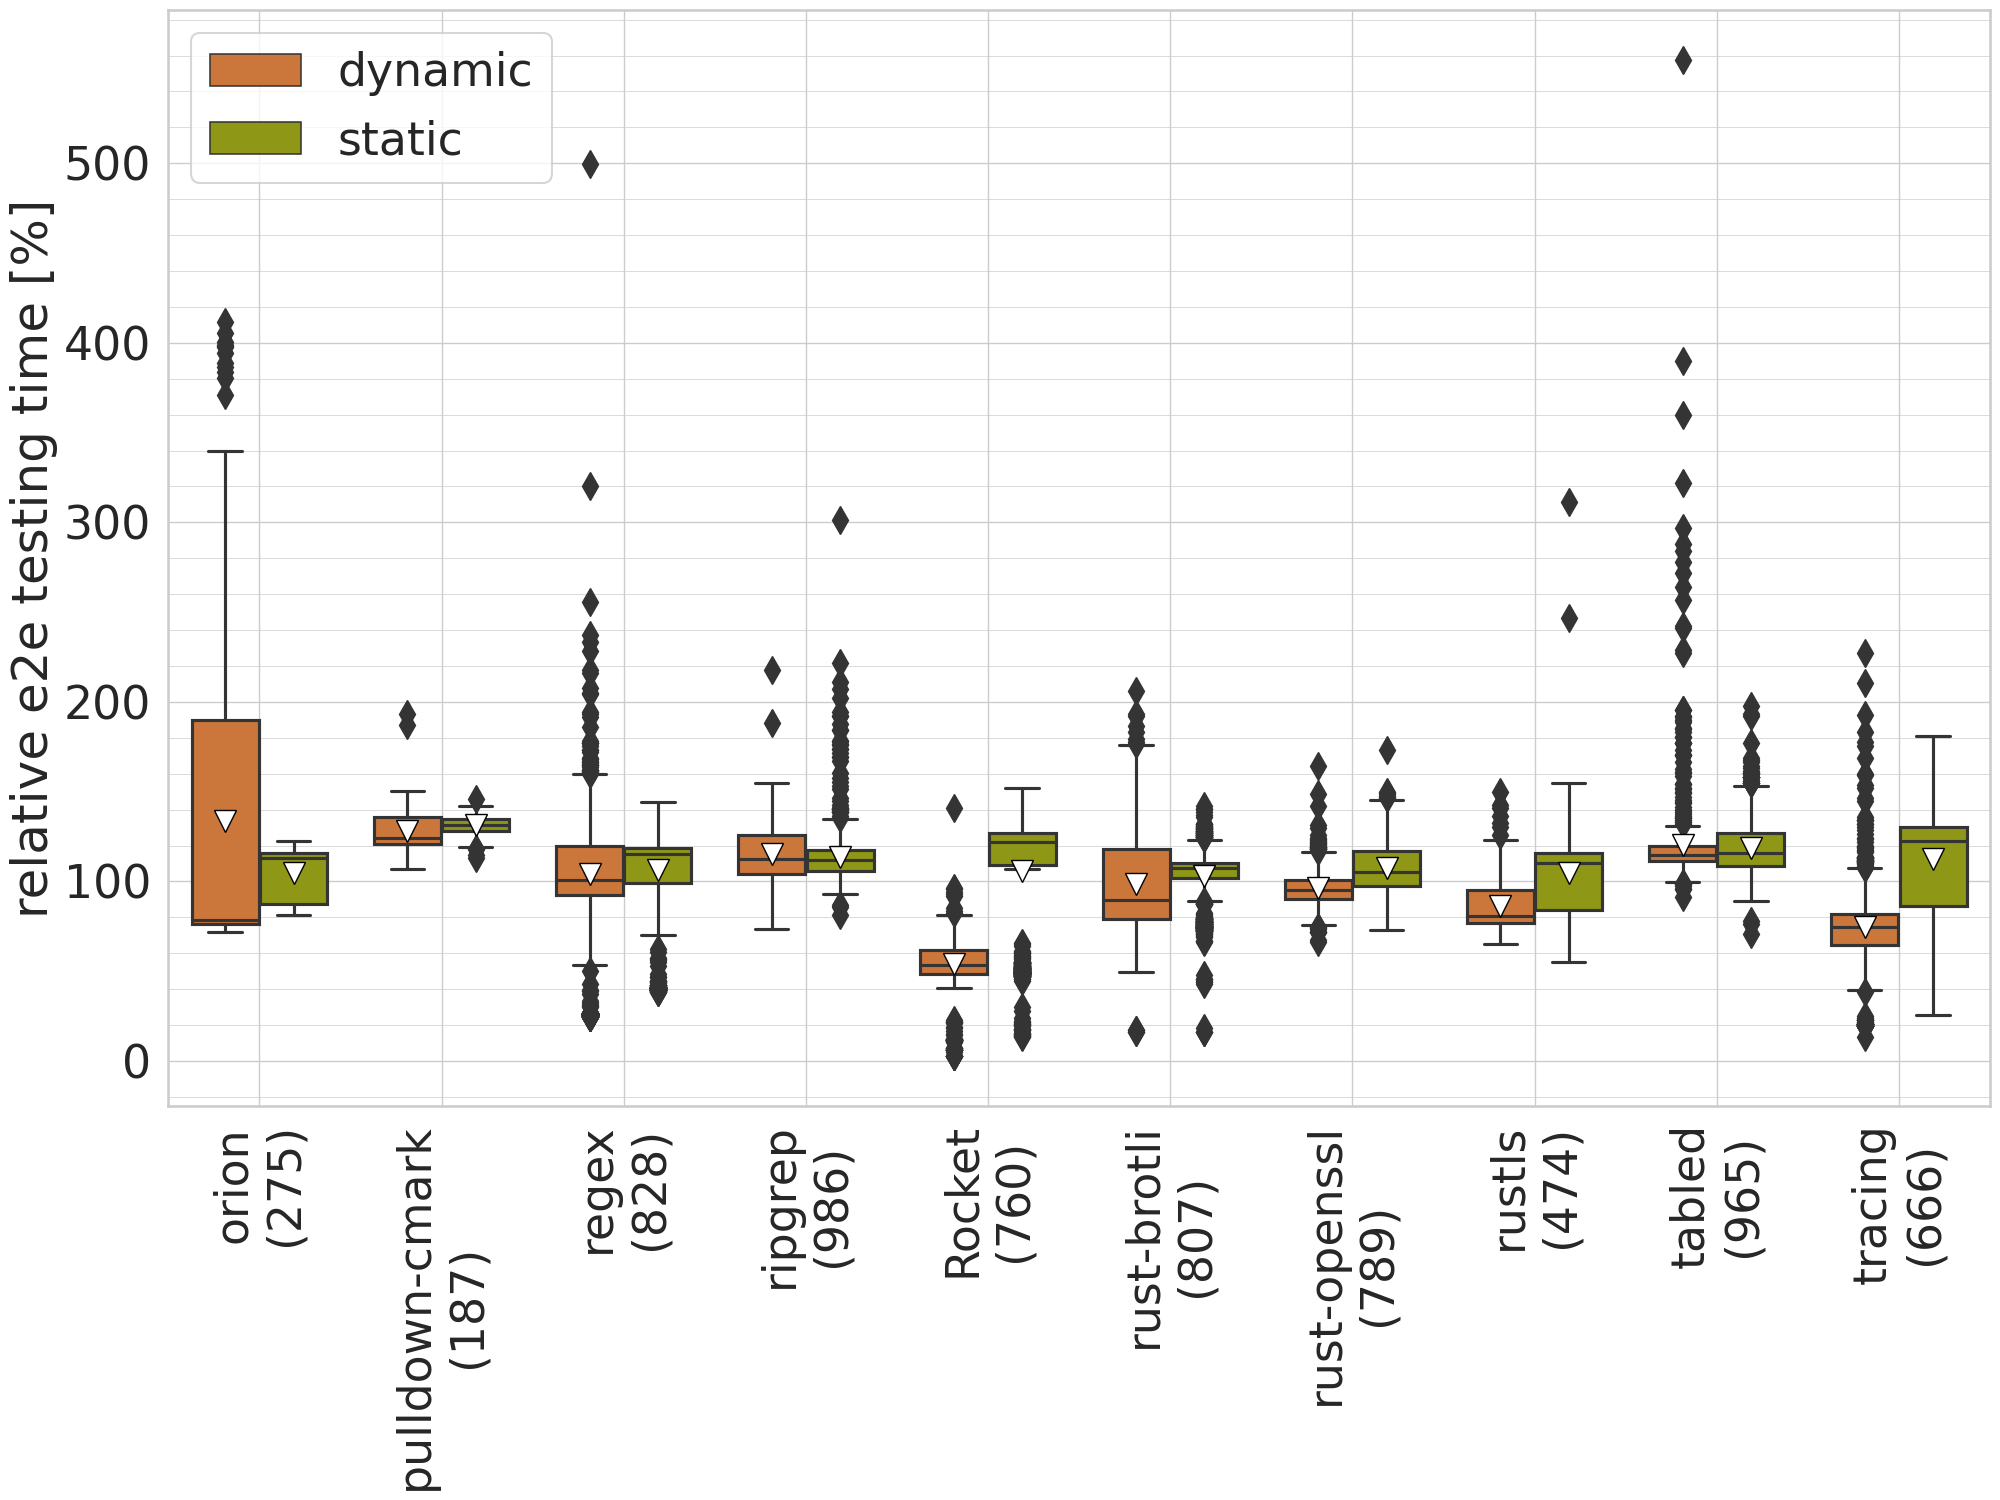 dynamic
static
relative e2e testing time [%]
500
400
300
200
100
0
orion
(275)
pulldown-cmark
(187)
regex
(828)
ripgrep
(986)
Rocket
(760)
rust-brotli
(807)
rust-openssl
(789)
rustls
(474)
tabled
(965)
tracing
(666)